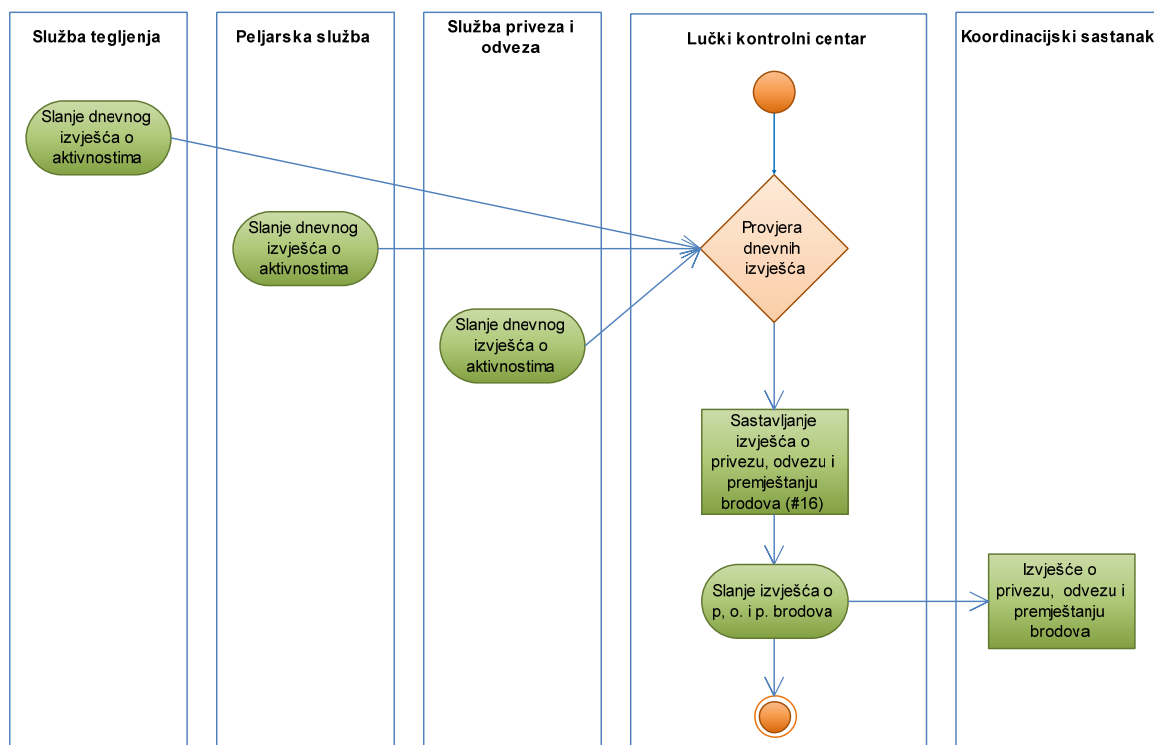 Služba tegljenja
Peljarska služba
Služba priveza i
odveza
Lučki kontrolni centar
Koordinacijski sastanak
Slanje dnevnog
izvješća o
aktivnostima
Slanje dnevnog
izvješća o
aktivnostima
Slanje dnevnog
izvješća o
aktivnostima
Provjera
dnevnih
izvješća
Sastavljanje
izvješća o
privezu, odvezu i
premještanju
brodova (#16)
Slanje izvješća o
p, o. i p. brodova
Izvješće o
privezu, odvezu i
premještanju
brodova